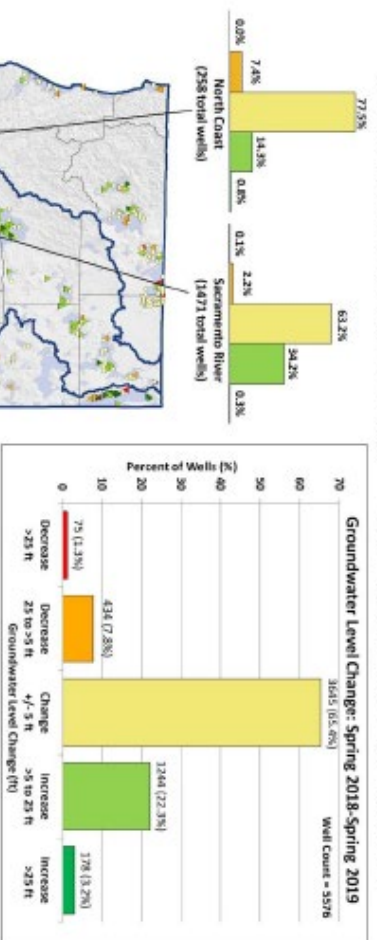 77.5%
14.3%
7.4%
0.8%
0.0%
North Coast
(258 total wells)
63.2%
34.2%
2.2%
0.3%
0.1%
Sacramento River
(1471 total wells)
Groundwater Level Change: Spring 2018-Spring 2019
Well Count = 5576
Percent of Wells (%)
70
60
50
40
30
20
10
0
75 (1.3%)
434 (7.8%)
3645 (65.4%)
1244 (22.3%)
178 (3.2%)
Decrease
>25 ft
Decrease
25 to >5 ft
Change
+/- 5 ft
Increase
>5 to 25 ft
Increase
>25 ft
Groundwater Level Change (ft)